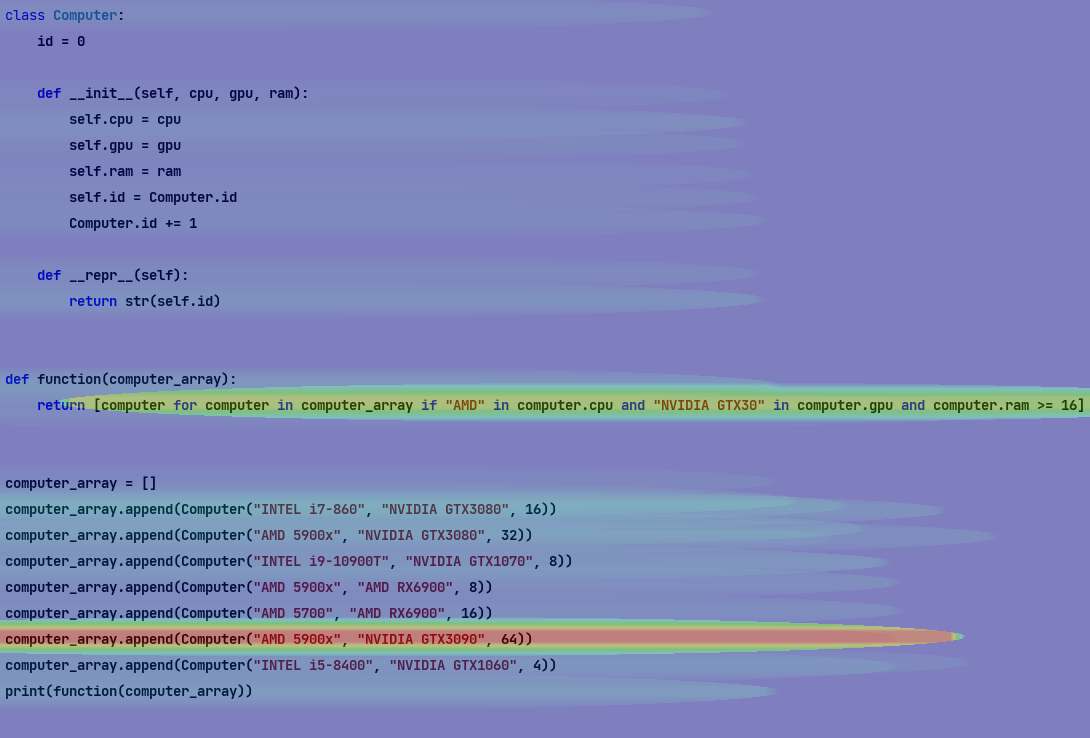 class Computer:
    id = 0
    def __init__(self, cpu, gpu, ram):
        self.cpu = cpu
        self.gpu = gpu
        self.ram = ram
        self.id = Computer.id
        Computer.id += 1
    def __repr__(self):
        return str(self.id)
def function(computer_array):
    return [computer for computer in computer_array if "AMD" in computer.cpu and "NVIDIA GTX30" in computer.gpu and computer.ram >= 16]
computer_array = []
computer_array.append(Computer("INTEL i7-860", "NVIDIA GTX3080", 16))
computer_array.append(Computer("AMD 5900x", "NVIDIA GTX3080", 32))
computer_array.append(Computer("INTEL i9-10900T", "NVIDIA GTX1070", 8))
computer_array.append(Computer("AMD 5900x", "AMD RX6900", 8))
computer_array.append(Computer("AMD 5700", "AMD RX6900", 16))
computer_array.append(Computer("AMD 5900x", "NVIDIA GTX3090", 64))
computer_array.append(Computer("INTEL i5-8400", "NVIDIA GTX1060", 4))
print(function(computer_array))